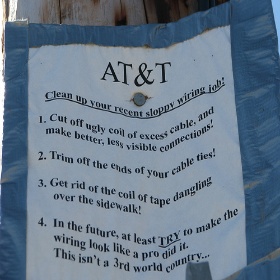 AT&T
Clean up your recent sloppy wiring job!
1. Cut off ugly coil of excess cable, and
make better, less visible connections!
2. Trim off the ends of your cable ties!
3. Get rid of the coil of tape dangling
over the sidewalk!
4. In the future, at least TRY to make the
wiring look like a pro did it.
This isn't a 3rd world country...